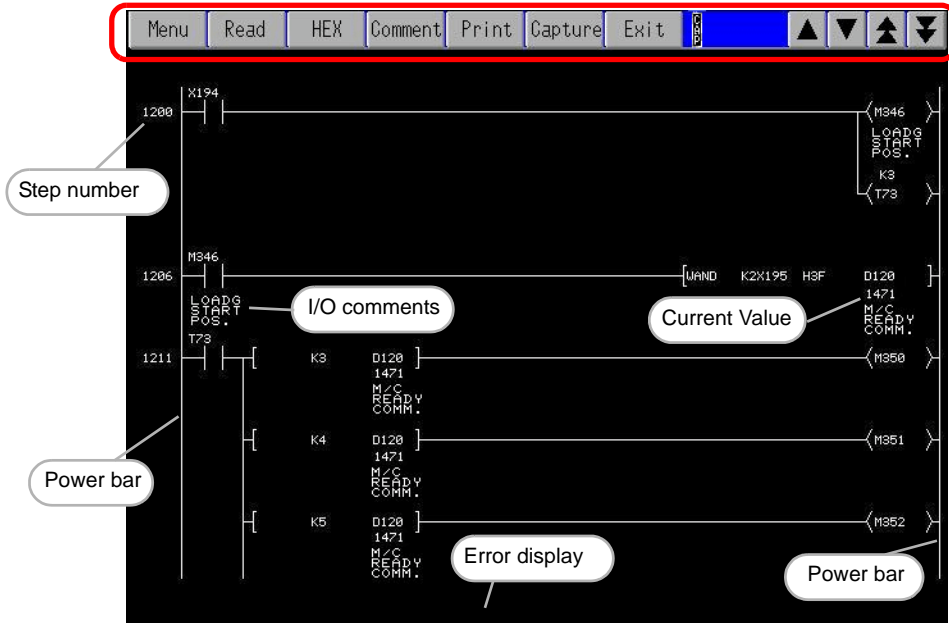 Menu Read HEX Comment Print Capture Exit CAP
X194
1200 M346
LOADG
START
POS.
K3
T73
Step number
M346
1206 WAND K2X195 H3F D120
1471
M/C
READY
COMM.
LOADG
START
POS.
I/O comments
Current Value
T73
1211 K3 D120 M350
1471
M/C
READY
COMM.
K4 D120 M351
1471
M/C
READY
COMM.
Power bar
K5 D120 M352
1471
M/C
READY
COMM.
Error display
Power bar